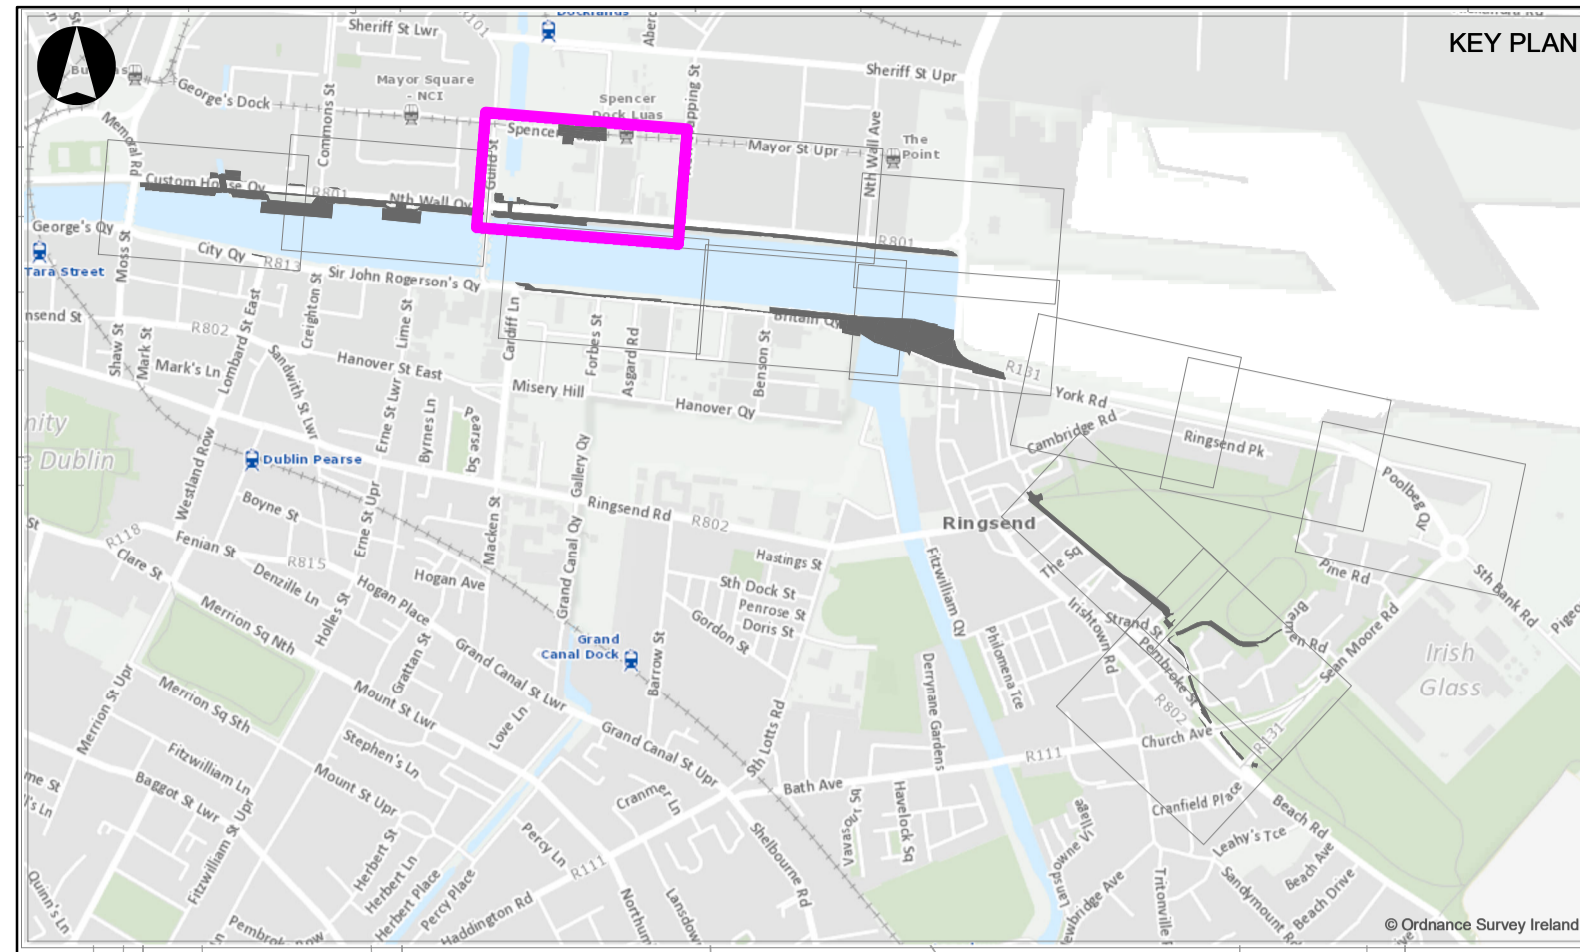 KEY PLAN
Docklands
Sheriff St Lwr
R101
Sheriff St Upr
Mayor Square
- NCI
George's Dock
Commons St
Memorial Rd
Spencer
Dock Luas
Spencer
Guild St
Mayor St Upr
Nth Wall Ave
The
Point
Custom House Qy
R801
Nth Wall Qy
R801
George's Qy
Moss St
City Qy
R813
Tara Street
Sir John Rogerson's Qy
Creighton St
Lime St
Cardiff Ln
Forbes St
Asgard Rd
Benson St
Britain Qy
R131
nsend St
R802
Shaw St
Mark St
Mark's Ln
Lombard St East
Sandwith St Lwr
Hanover St East
Erne St Lwr
Byrnes Ln
Pearse Sq
Misery Hill
Hanover Qy
York Rd
Cambridge Rd
Ringsend Pk
Poolbeg Qy
nity
e Dublin
Westland Row
Dublin Pearse
Boyne St
Erne St Upr
Macken St
Gallery Qy
Grand Canal Qy
Ringsend Rd
R802
Ringsend
St
R118
Clare St
Fenian St
R815
Denzille Ln
Holles St
Hogan Place
Hogan Ave
Hastings St
Sth Dock St
Penrose St
Doris St
Gordon St
Fitzwilliam Qy
The Sq
Irishtown Rd
Strand St
Pembroke St
Pine Rd
Sth Bank Rd
Pigeo
Sean Moore Rd
Irish
Glass
Merrion Sq Nth
Merrion St Upr
Merrion Sq Sth
Grattan St
Grand Canal St Lwr
Grand
Canal Dock
Barrow St
Philomena Tce
Derrynane Gardens
Mount St Lwr
Love Ln
Grand Canal St Upr
Sth Lotts Rd
R802
Church Ave
R131
R111
Stephen's Ln
Fitzwilliam Ln
Baggot St Lwr
Mount St Upr
Fitzwilliam St Upr
Herbert St
Herbert Ln
Herbert Place
Percy Place
Percy Ln
Cranmer Ln
Bath Ave
Havelock Sq
Cranfield Place
Beach Rd
Leahy's Tce
Beach Ave
Beach Drive
Quinn's Ln
Haddington Rd
R111
Shelbourne Rd
Tritonville
Sandymount
© Ordnance Survey Ireland